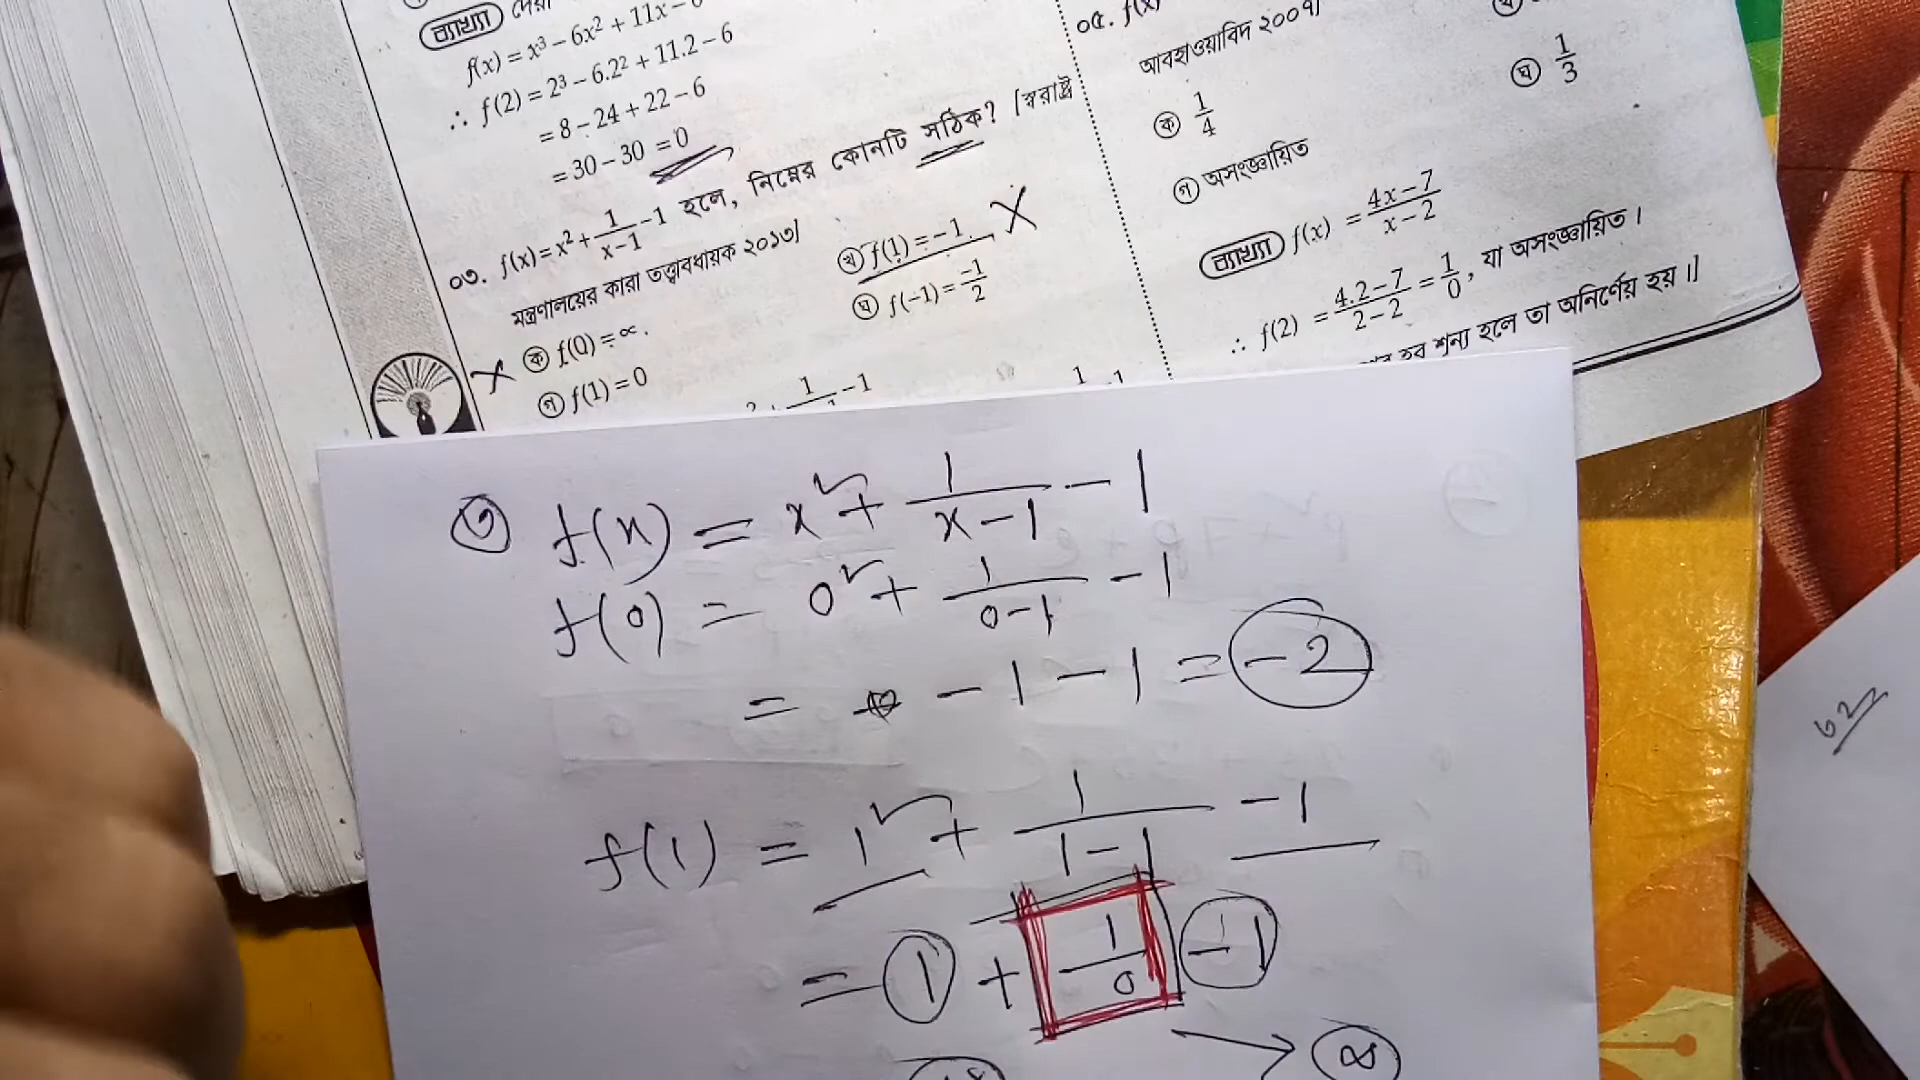 ব্যাখ্যা
f(x) = x³ – 6x² + 11x –
∴ f(2) = 2³ – 6.2² + 11.2 – 6
= 8 – 24 + 22 – 6
= 30 – 30 = 0
০৩. f(x) = x² + 1/(x–1) – 1 হলে, নিম্নের কোনটি সঠিক? [স্বরাষ্ট্র
মন্ত্রণালয়ের কারা তত্ত্বাবধায়ক ২০১৩]
ক f(0) = ∝.
খ f(1) = –1.
গ f(1) = 0
ঘ f(–1) = –1/2
1
– 1
1
০৫. f(x)
আবহাওয়াবিদ ২০০৭]
ক 1/4
ঘ 1/3
গ অসংজ্ঞায়িত
ব্যাখ্যা f(x) = (4x – 7)/(x – 2)
∴ f(2) = (4.2 – 7)/(2 – 2) = 1/0, যা অসংজ্ঞায়িত।
শূন্য হলে তা অনির্ণেয় হয়।]
৩ f(x) = x² + 1/(x – 1) – 1
f(0) = 0² + 1/(0 – 1) – 1
= – 1 – 1 = –2
f(1) = 1² + 1/(1 – 1) – 1
= 1 + 1/0 – 1
∝